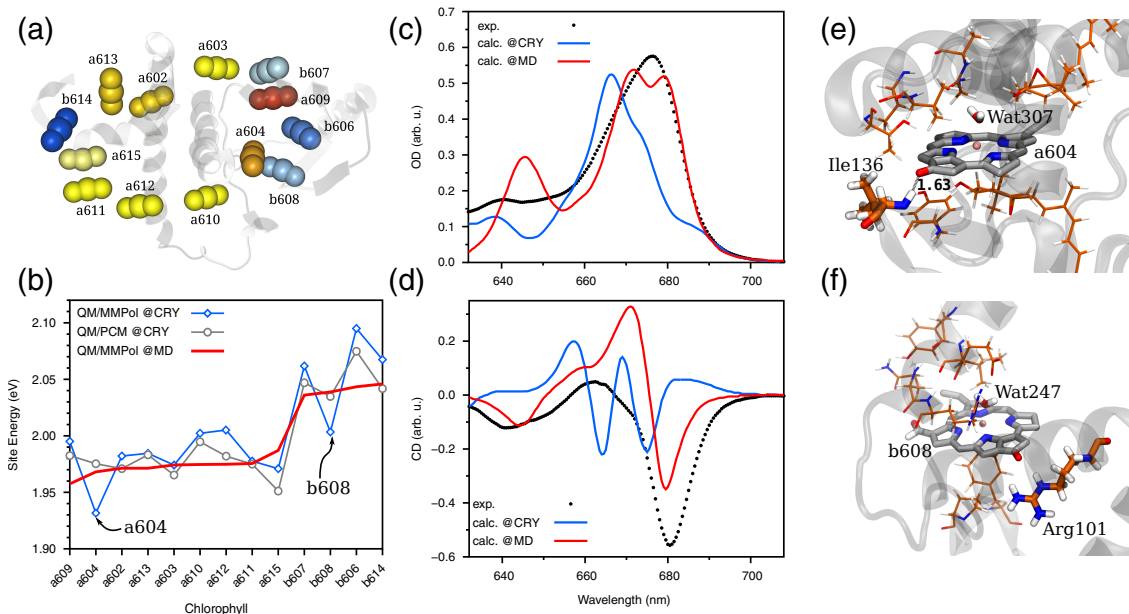 (a)
a603
a613
a602
b607
b614
a609
a604
b606
a615
a612
b608
a611
a610
(b)
2.10
2.05
2.00
1.95
1.90
Site Energy (eV)
QM/MMPol @CRY
QM/PCM @CRY
QM/MMPol @MD
b608
a604
a609
a604
a602
a613
a603
a610
a612
a611
a615
b607
b608
b606
b614
Chlorophyll
(c)
0.7
0.6
0.5
0.4
0.3
0.2
0.1
0.0
OD (arb. u.)
exp.
calc. @CRY
calc. @MD
640 660 680 700
(d)
0.4
0.2
0.0
−0.2
−0.4
−0.6
CD (arb. u.)
exp.
calc. @CRY
calc. @MD
640 660 680 700
Wavelength (nm)
(e)
Wat307
a604
Ile136
1.63
(f)
Wat247
b608
Arg101